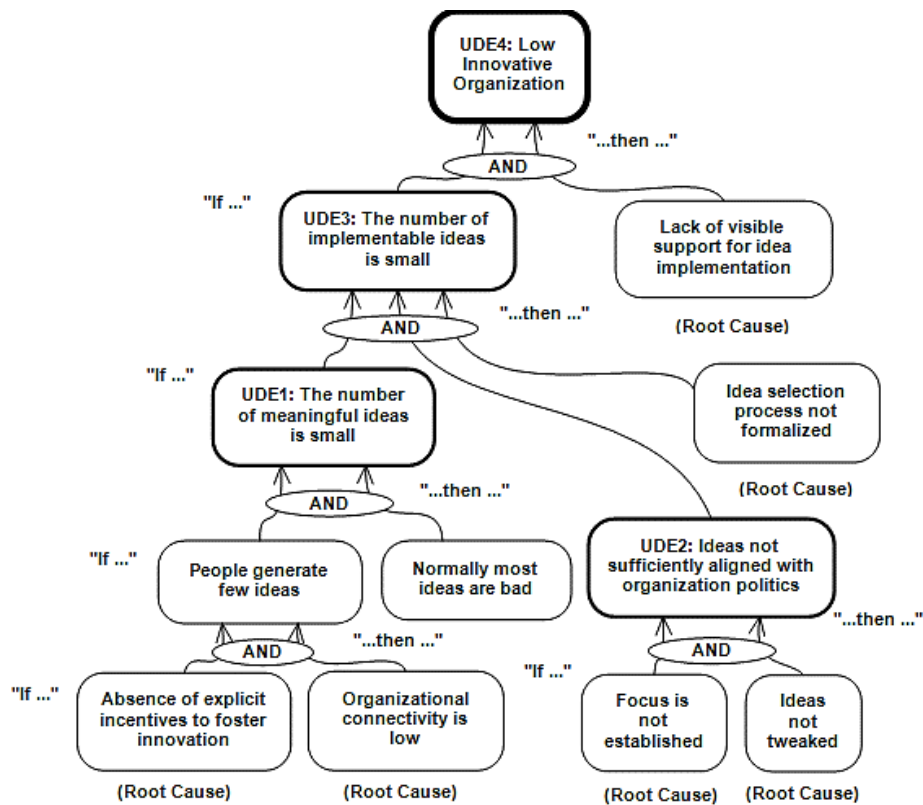 UDE4: Low
Innovative
Organization
"...then ..."
AND
"If ..."
UDE3: The number of
implementable ideas
is small
Lack of visible
support for idea
implementation
"...then ..."
(Root Cause)
AND
"If ..."
UDE1: The number
of meaningful ideas
is small
Idea selection
process not
formalized
"...then ..."
(Root Cause)
AND
"If ..."
People generate
few ideas
Normally most
ideas are bad
UDE2: Ideas not
sufficiently aligned with
organization politics
"...then ..."
"...then ..."
AND
AND
"If ..."
"If ..."
Absence of explicit
incentives to foster
innovation
Organizational
connectivity is
low
Focus is
not
established
Ideas
not
tweaked
(Root Cause)
(Root Cause)
(Root Cause)
(Root Cause)